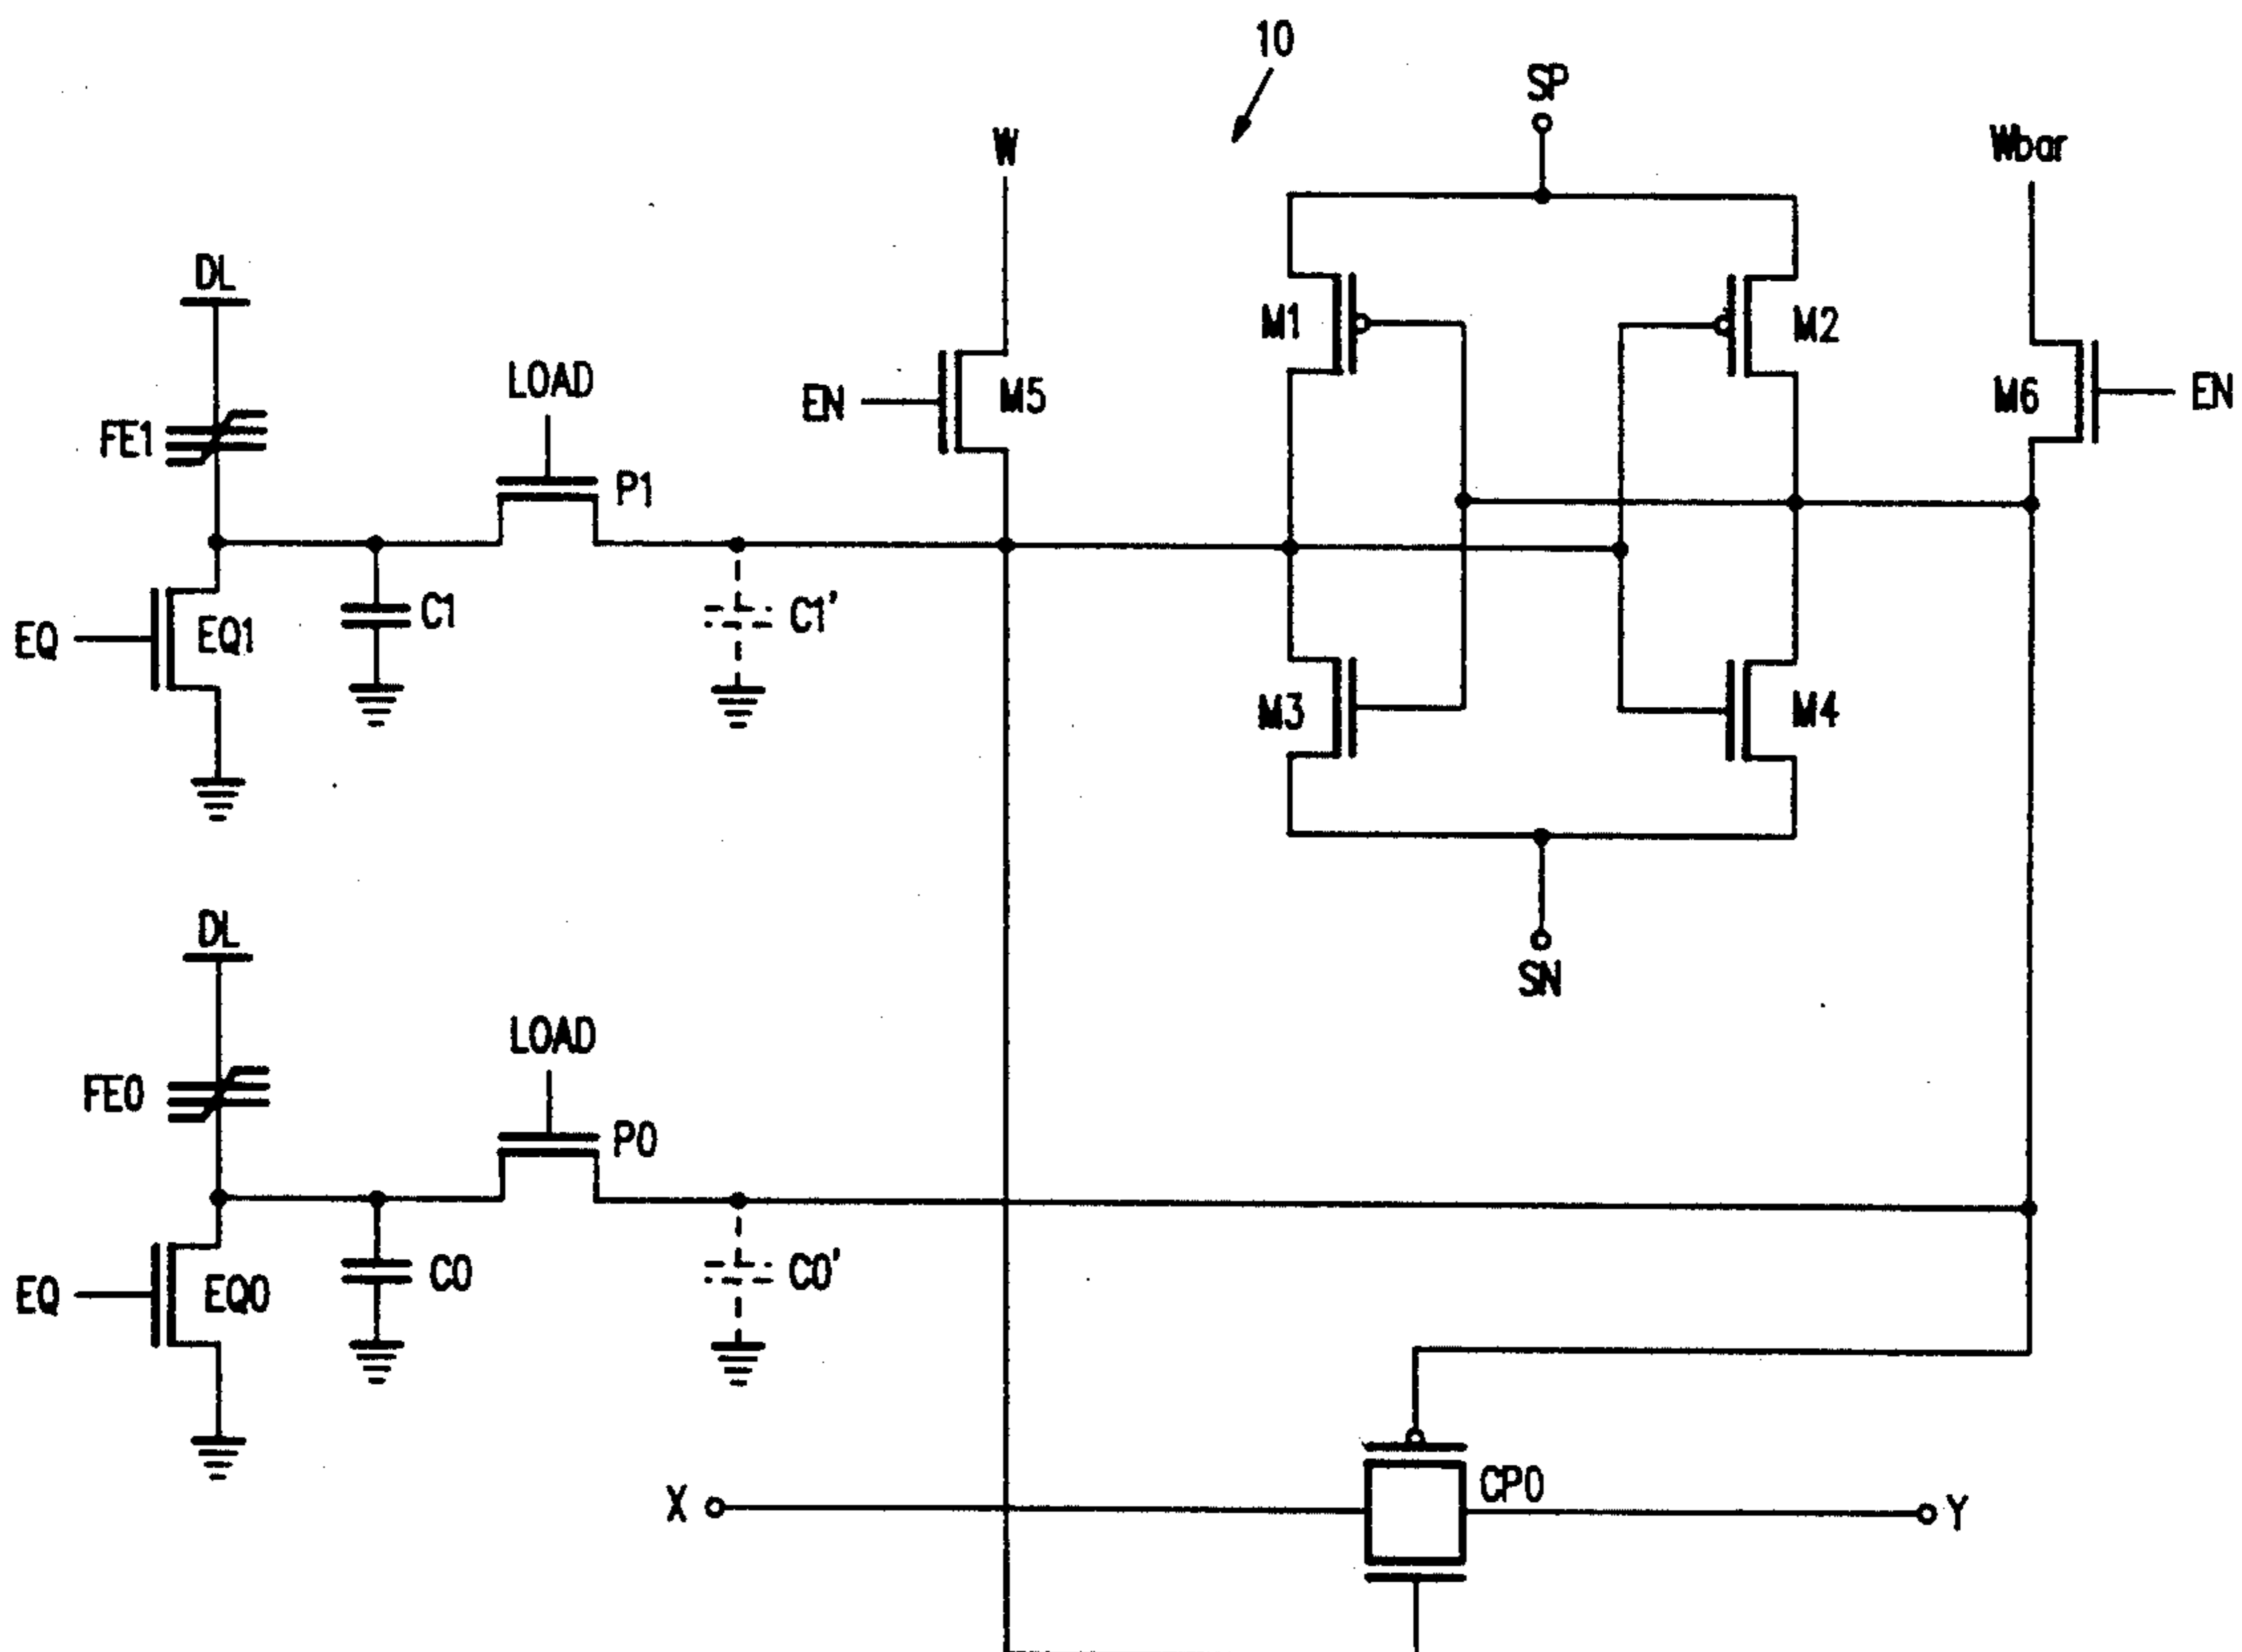 10
SP
W
Wbar
DL
M1
M2
LOAD
EN
M5
M6
EN
FE1
P1
C1
C1'
EQ
EQ1
M3
M4
DL
SN
LOAD
FE0
P0
C0
C0'
EQ
EQ0
CP0
X
Y